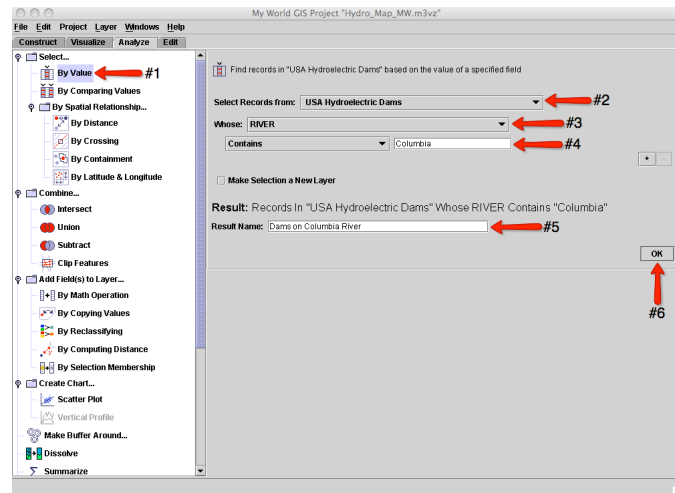 My World GIS Project "Hydro_Map_MW.m3vz"
File Edit Project Layer Windows Help
Construct Visualize Analyze Edit
Select...
By Value #1
By Comparing Values
By Spatial Relationship...
By Distance
By Crossing
By Containment
By Latitude & Longitude
Combine...
Intersect
Union
Subtract
Clip Features
Add Field(s) to Layer...
By Math Operation
By Copying Values
By Reclassifying
By Computing Distance
By Selection Membership
Create Chart...
Scatter Plot
Vertical Profile
Make Buffer Around...
Dissolve
Summarize
Find records in "USA Hydroelectric Dams" based on the value of a specified field
Select Records from: USA Hydroelectric Dams #2
Whose: RIVER #3
Contains Columbia #4
+ -
Make Selection a New Layer
Result: Records In "USA Hydroelectric Dams" Whose RIVER Contains "Columbia"
Result Name: Dams on Columbia River #5
OK
#6